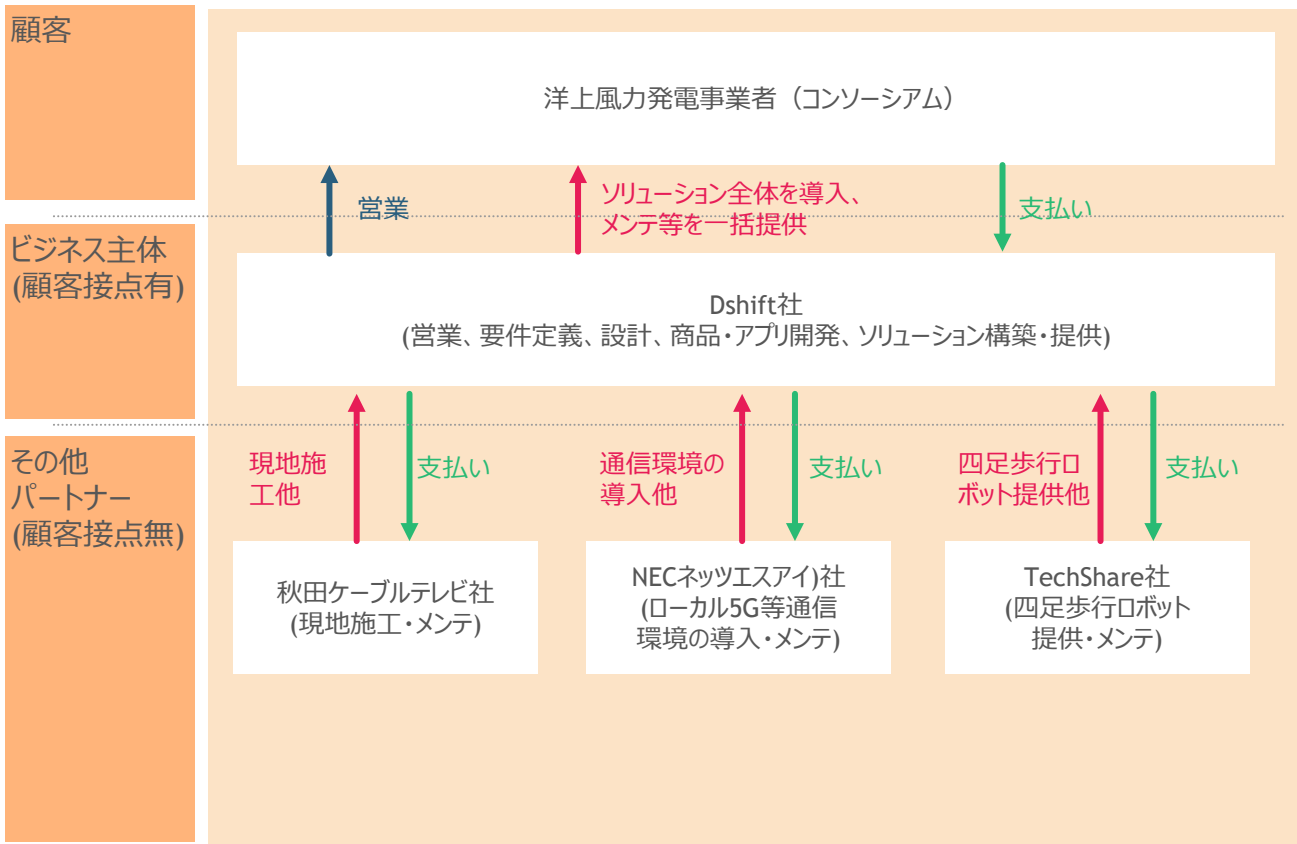 顧客
洋上風力発電事業者（コンソーシアム）
営業
ソリューション全体を導入、
メンテ等を一括提供
支払い
ビジネス主体
(顧客接点有)
Dshift社
(営業、要件定義、設計、商品・アプリ開発、ソリューション構築・提供)
その他
パートナー
(顧客接点無)
現地施
工他
支払い
通信環境の
導入他
支払い
四足歩行ロ
ボット提供他
支払い
秋田ケーブルテレビ社
(現地施工・メンテ)
NECネッツエスアイ)社
(ローカル5G等通信
環境の導入・メンテ)
TechShare社
(四足歩行ロボット
提供・メンテ)